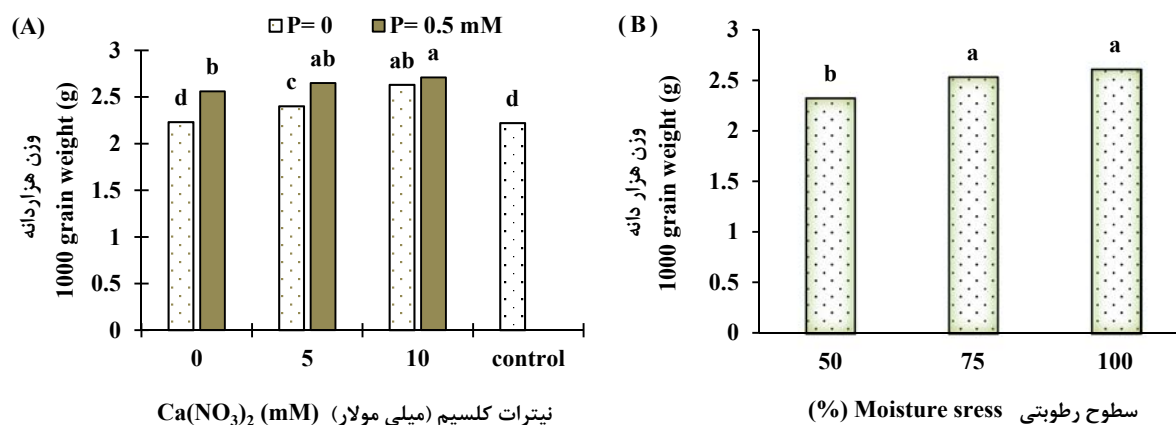 (A)
P= 0 P= 0.5 mM
وزن هزاردانه
1000 grain weight (g)
3
2.5
2
1.5
1
0.5
0
d b c ab ab a d
0 5 10 control
Ca(NO₃)₂ (mM) نیترات کلسیم (میلی مولار)
(B)
وزن هزار دانه
1000 grain weight (g)
3
2.5
2
1.5
1
0.5
0
b a a
50 75 100
(%) Moisture sress سطوح رطوبتی